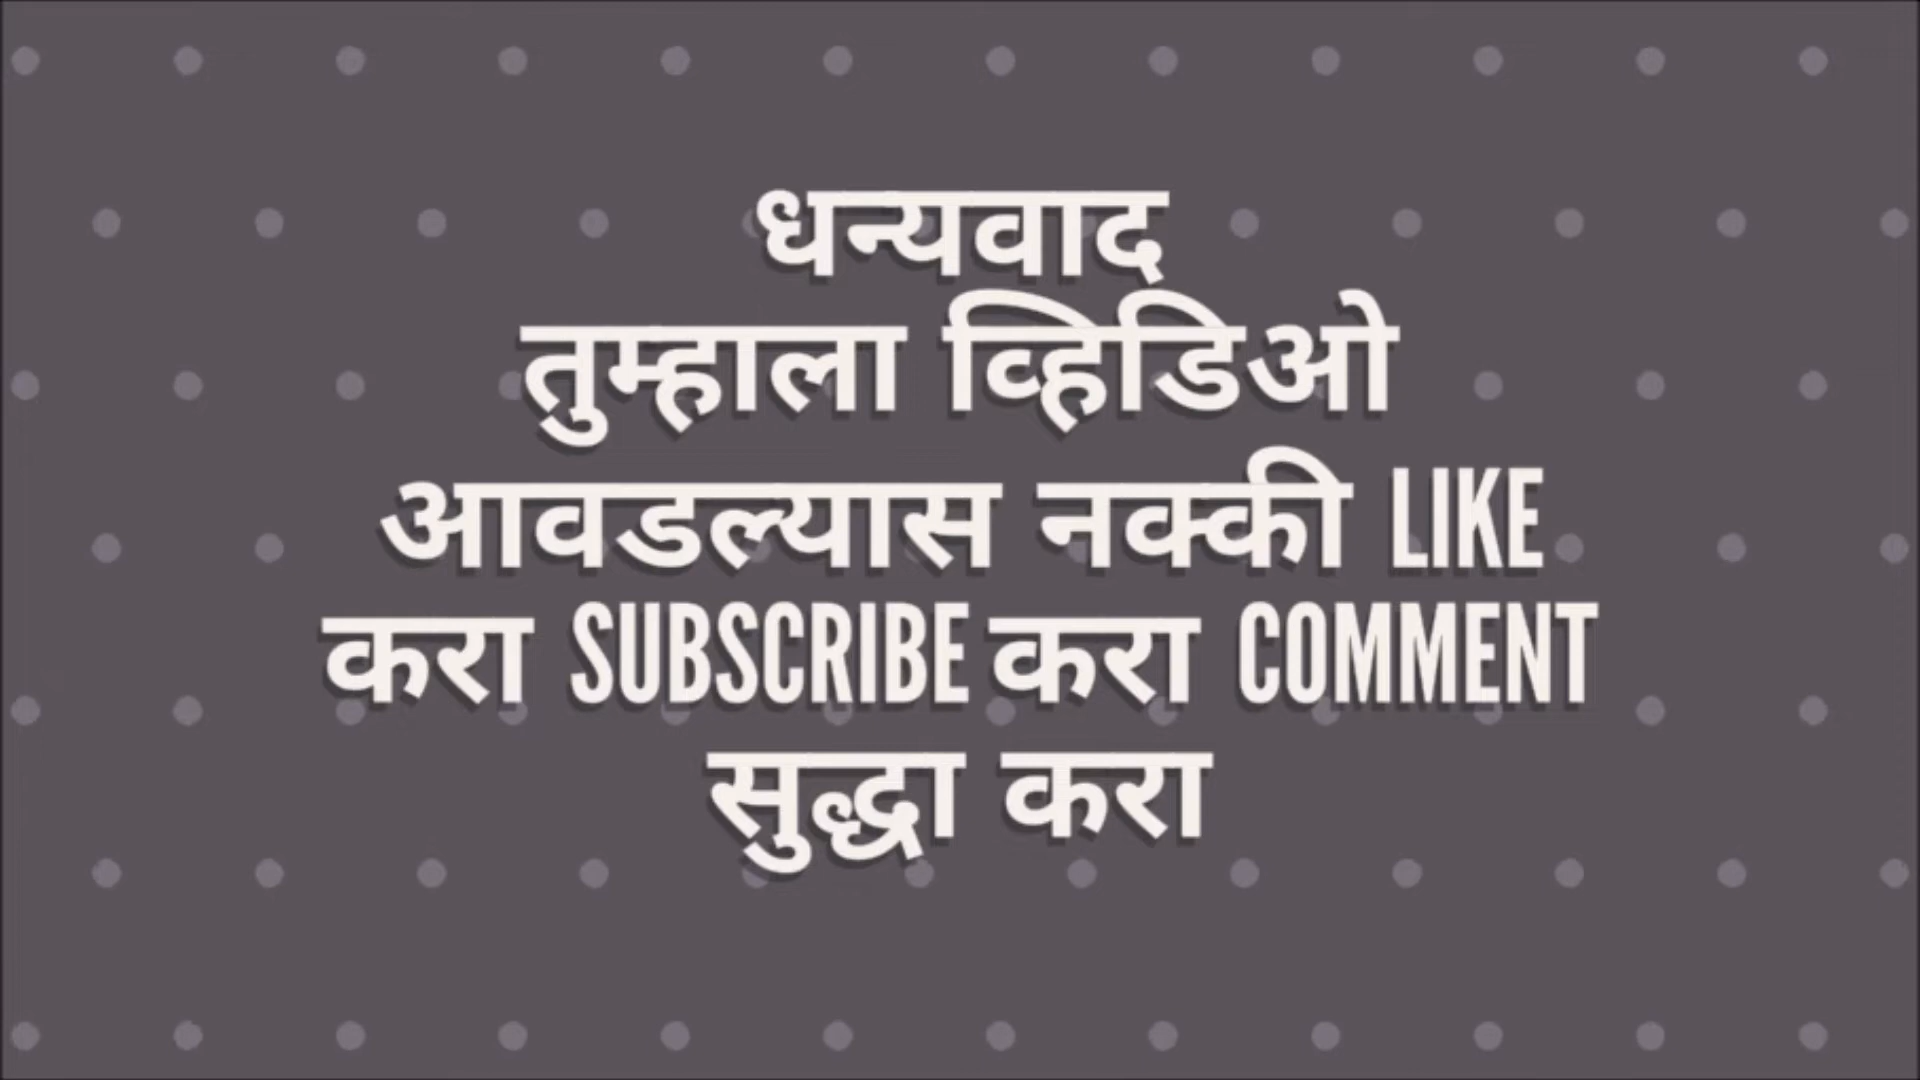 धन्यवाद
तुम्हाला व्हिडिओ
आवडल्यास नक्की LIKE
करा SUBSCRIBE करा COMMENT
सुद्धा करा